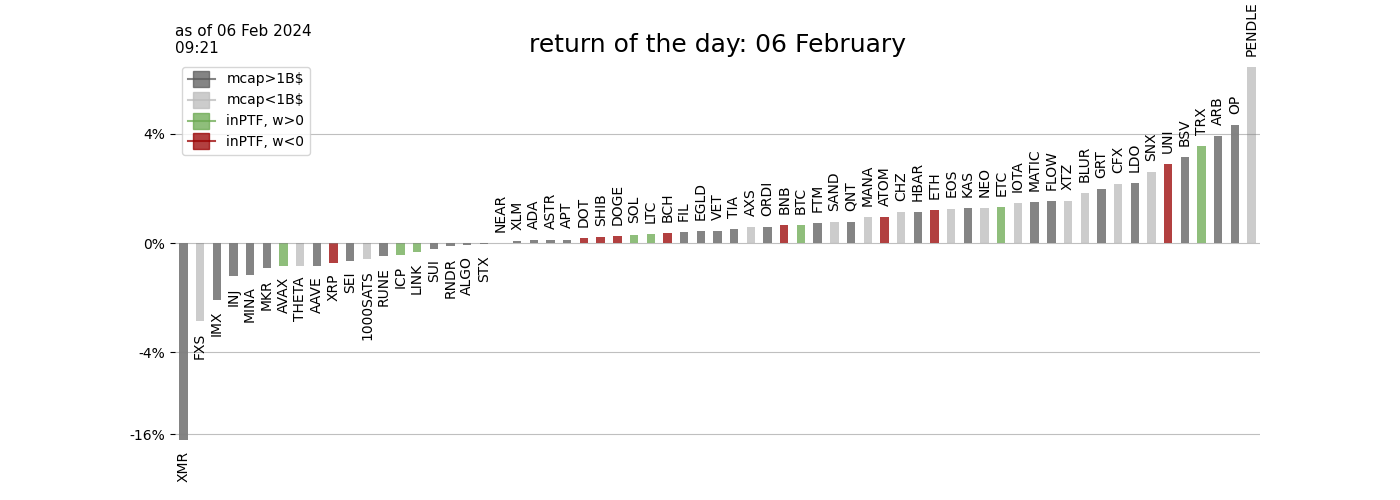 as of 06 Feb 2024
09:21
return of the day: 06 February
mcap>1B$
mcap<1B$
inPTF, w>0
inPTF, w<0
4%
0%
-4%
-16%
XMR
FXS
IMX
INJ
MINA
MKR
AVAX
THETA
AAVE
XRP
SEI
1000SATS
RUNE
ICP
LINK
SUI
RNDR
ALGO
STX
NEAR
XLM
ADA
ASTR
APT
DOT
SHIB
DOGE
SOL
LTC
BCH
FIL
EGLD
VET
TIA
AXS
ORDI
BNB
BTC
FTM
SAND
QNT
MANA
ATOM
CHZ
HBAR
ETH
EOS
KAS
NEO
ETC
IOTA
MATIC
FLOW
XTZ
BLUR
GRT
CFX
LDO
SNX
UNI
BSV
TRX
ARB
OP
PENDLE